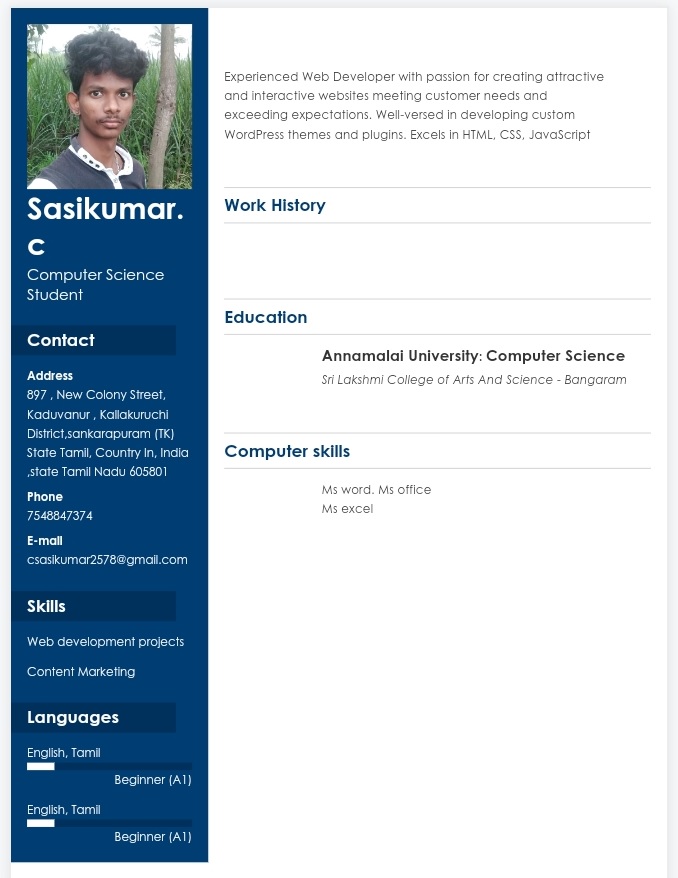 Sasikumar.
c
Computer Science
Student
Contact
Address
897 , New Colony Street,
Kaduvanur , Kallakuruchi
District,sankarapuram (TK)
State Tamil, Country In, India
,state Tamil Nadu 605801
Phone
7548847374
E-mail
csasikumar2578@gmail.com
Skills
Web development projects
Content Marketing
Languages
English, Tamil
Beginner (A1)
English, Tamil
Beginner (A1)
Experienced Web Developer with passion for creating attractive
and interactive websites meeting customer needs and
exceeding expectations. Well-versed in developing custom
WordPress themes and plugins. Excels in HTML, CSS, JavaScript
Work History
Education
Annamalai University: Computer Science
Sri Lakshmi College of Arts And Science - Bangaram
Computer skills
Ms word. Ms office
Ms excel